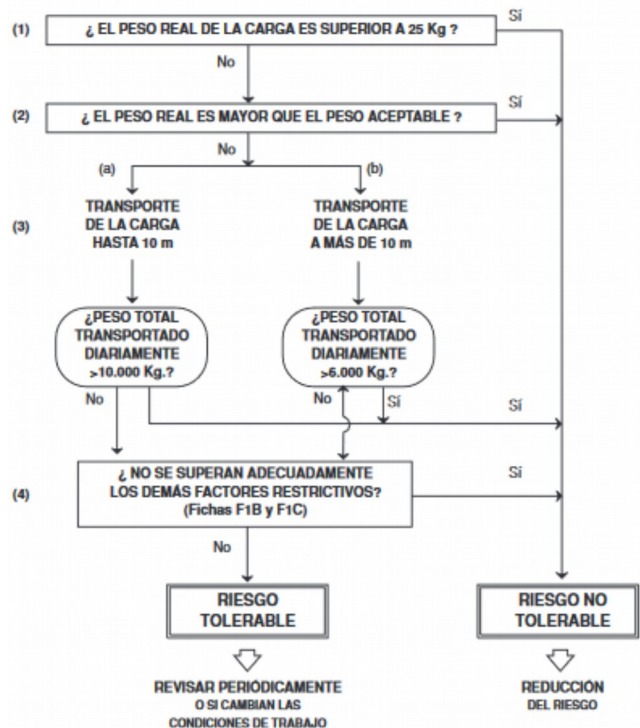 (1) ¿ EL PESO REAL DE LA CARGA ES SUPERIOR A 25 Kg ? Sí
No
(2) ¿ EL PESO REAL ES MAYOR QUE EL PESO ACEPTABLE ? Sí
No
(a) (b)
(3)
TRANSPORTE
DE LA CARGA
HASTA 10 m
TRANSPORTE
DE LA CARGA
A MÁS DE 10 m
¿PESO TOTAL
TRANSPORTADO
DIARIAMENTE
>10.000 Kg.?
¿PESO TOTAL
TRANSPORTADO
DIARIAMENTE
>6.000 Kg.?
No No Sí Sí
(4)
¿ NO SE SUPERAN ADECUADAMENTE
LOS DEMÁS FACTORES RESTRICTIVOS?
(Fichas F1B y F1C)
Sí
No
RIESGO
TOLERABLE
RIESGO NO
TOLERABLE
REVISAR PERIÓDICAMENTE
O SI CAMBIAN LAS
CONDICIONES DE TRABAJO
REDUCCIÓN
DEL RIESGO